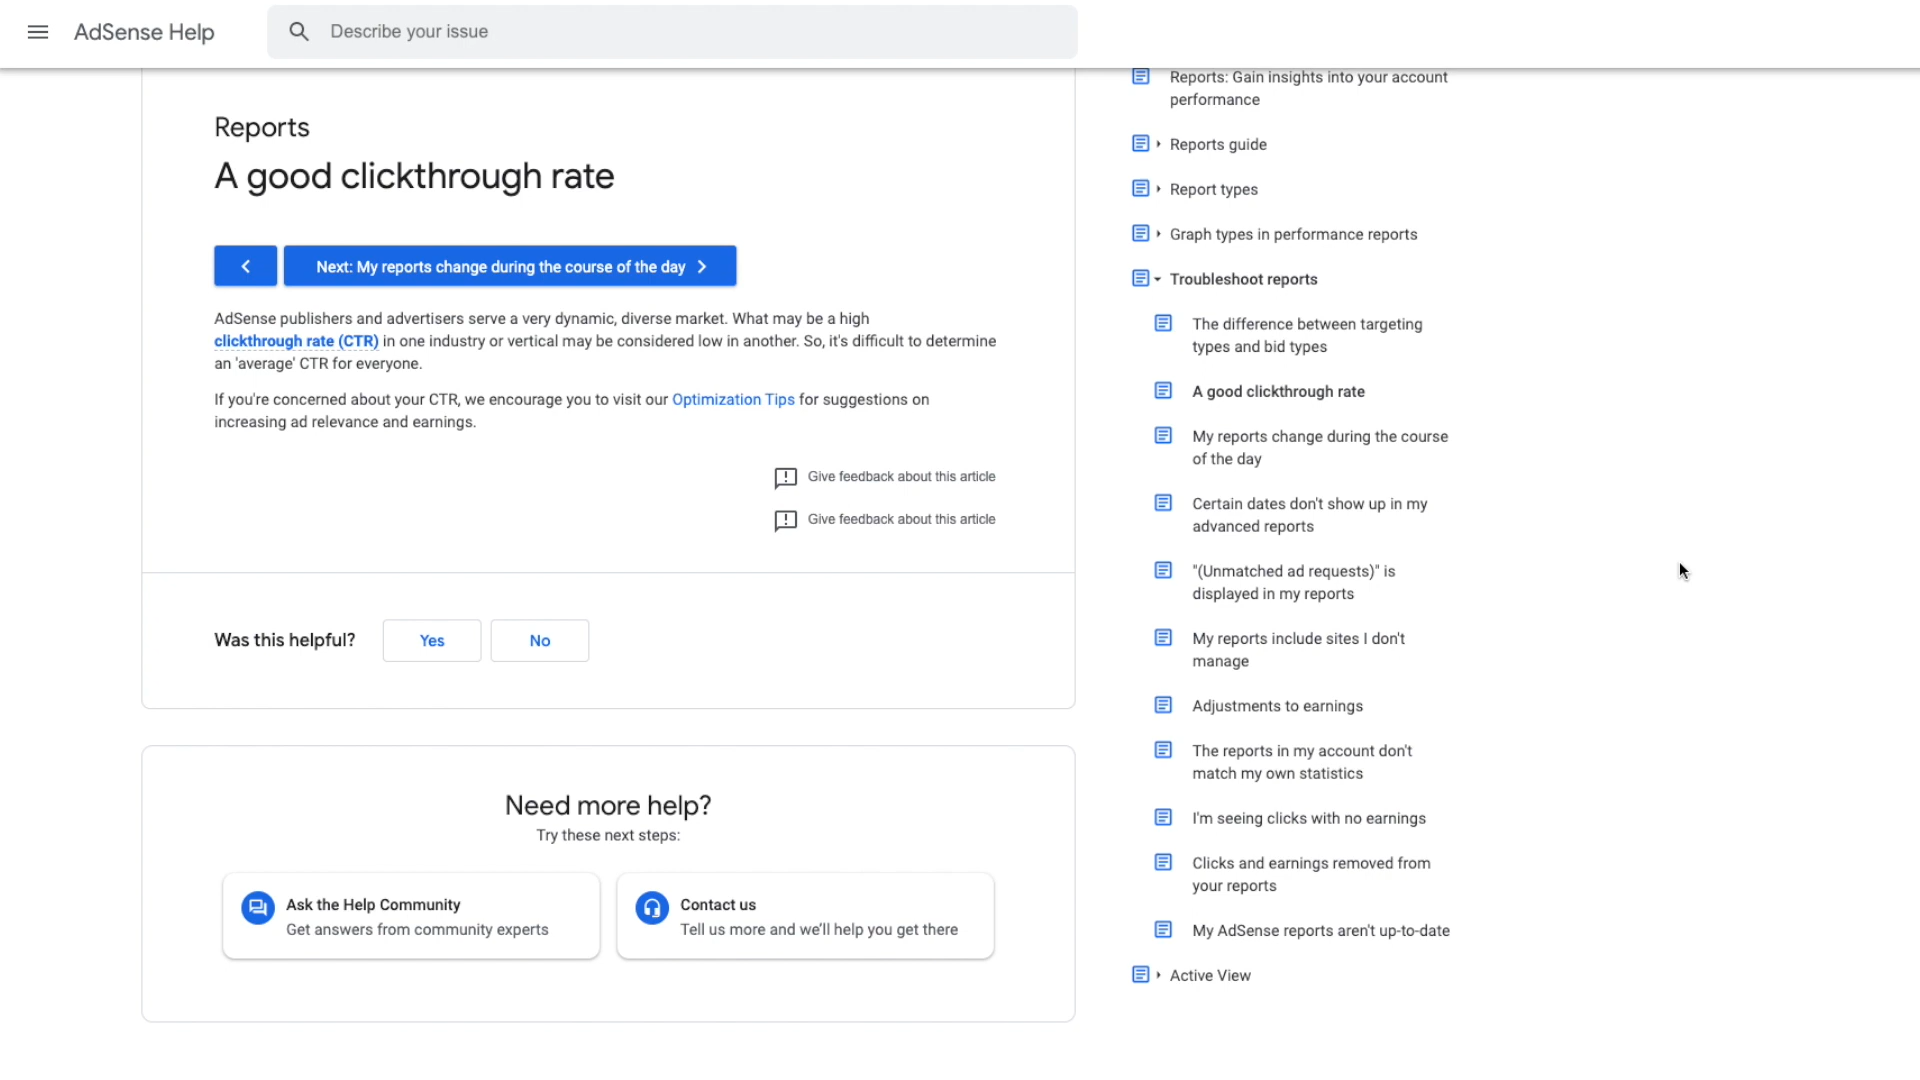 AdSense Help
Describe your issue
Reports
A good clickthrough rate
Next: My reports change during the course of the day
AdSense publishers and advertisers serve a very dynamic, diverse market. What may be a high
clickthrough rate (CTR) in one industry or vertical may be considered low in another. So, it's difficult to determine
an 'average' CTR for everyone.
If you're concerned about your CTR, we encourage you to visit our Optimization Tips for suggestions on
increasing ad relevance and earnings.
Give feedback about this article
Give feedback about this article
Was this helpful?
Yes
No
Need more help?
Try these next steps:
Ask the Help Community
Get answers from community experts
Contact us
Tell us more and we'll help you get there
Reports: Gain insights into your account
performance
Reports guide
Report types
Graph types in performance reports
Troubleshoot reports
The difference between targeting
types and bid types
A good clickthrough rate
My reports change during the course
of the day
Certain dates don't show up in my
advanced reports
"(Unmatched ad requests)" is
displayed in my reports
My reports include sites I don't
manage
Adjustments to earnings
The reports in my account don't
match my own statistics
I'm seeing clicks with no earnings
Clicks and earnings removed from
your reports
My AdSense reports aren't up-to-date
Active View